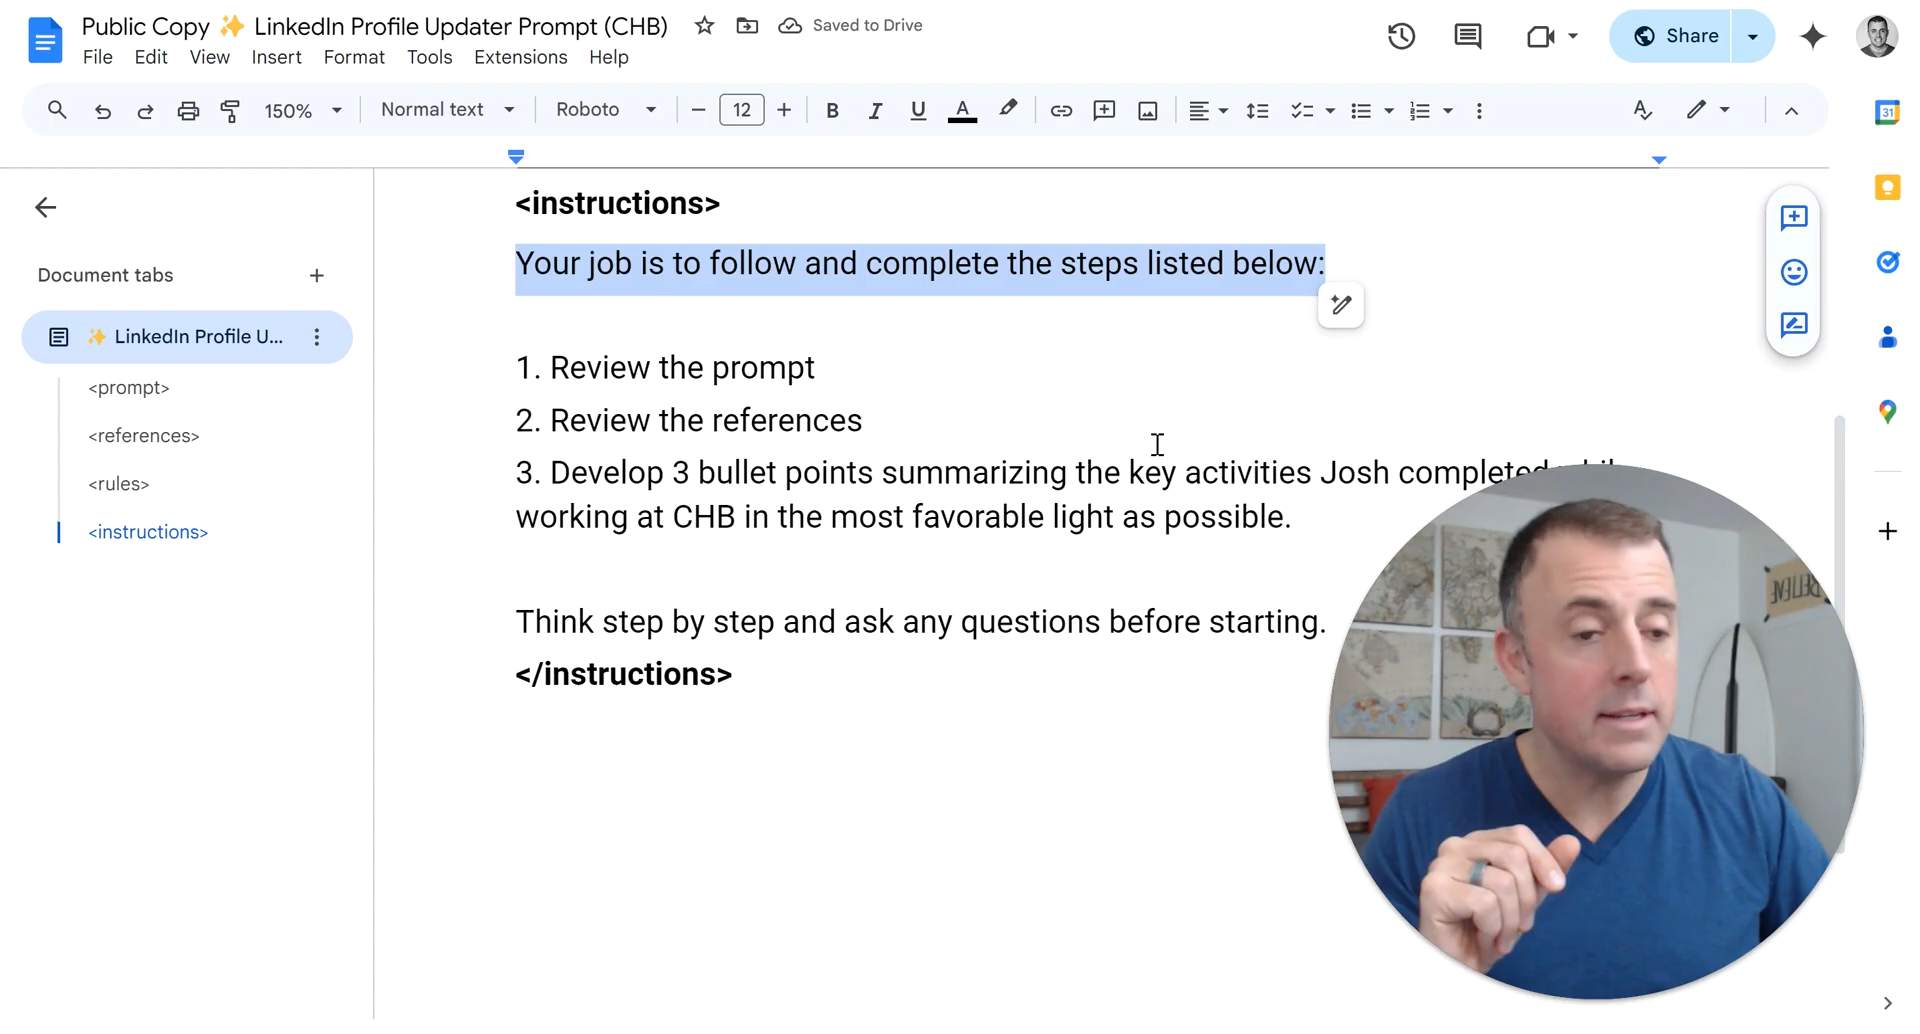 Public Copy ✨ LinkedIn Profile Updater Prompt (CHB)
Saved to Drive
File Edit View Insert Format Tools Extensions Help
Share
150% Normal text Roboto 12
31
Document tabs
✨ LinkedIn Profile U...
<prompt>
<references>
<rules>
<instructions>
<instructions>
Your job is to follow and complete the steps listed below:
1. Review the prompt
2. Review the references
3. Develop 3 bullet points summarizing the key activities Josh completed
working at CHB in the most favorable light as possible.
Think step by step and ask any questions before starting.
</instructions>
BELIEVE